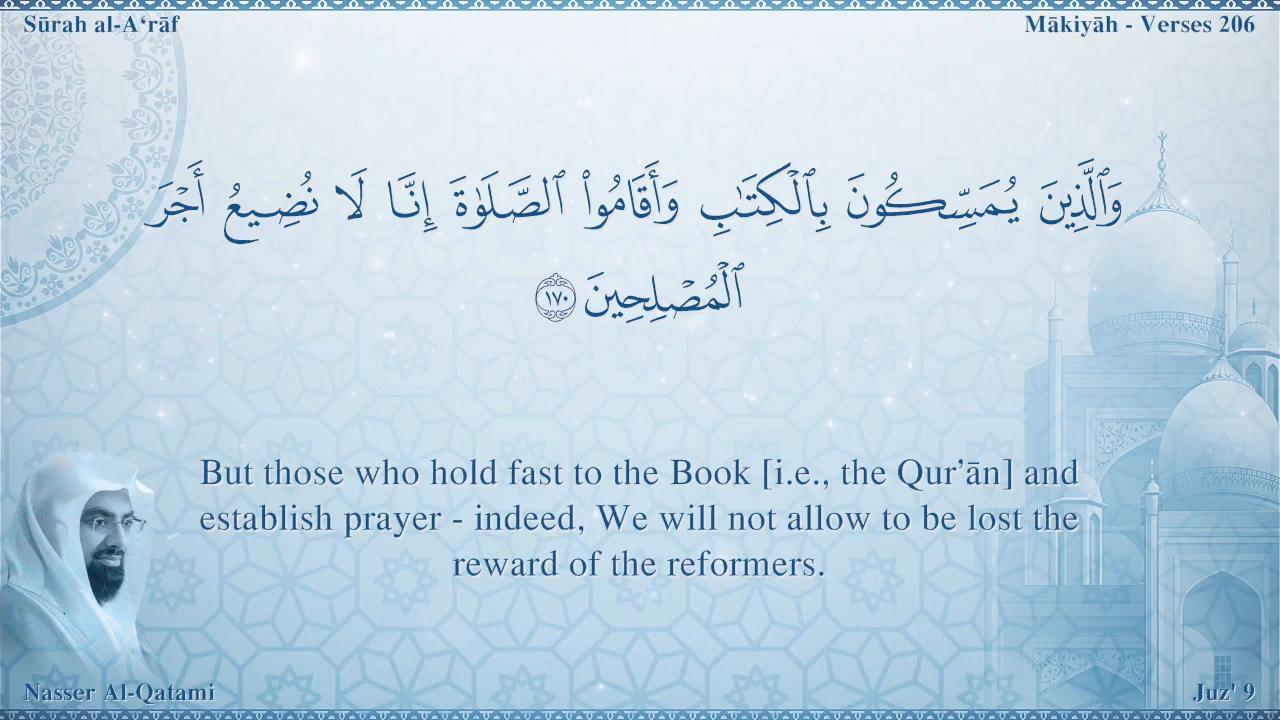 Sūrah al-A‘rāf
Mākiyāh - Verses 206
وَٱلَّذِينَ يُمَسِّكُونَ بِٱلْكِتَـٰبِ وَأَقَامُوا۟ ٱلصَّلَوٰةَ إِنَّا لَا نُضِيعُ أَجْرَ
ٱلْمُصْلِحِينَ ١٧٠
But those who hold fast to the Book [i.e., the Qur’ān] and
establish prayer - indeed, We will not allow to be lost the
reward of the reformers.
Nasser Al-Qatami
Juz' 9